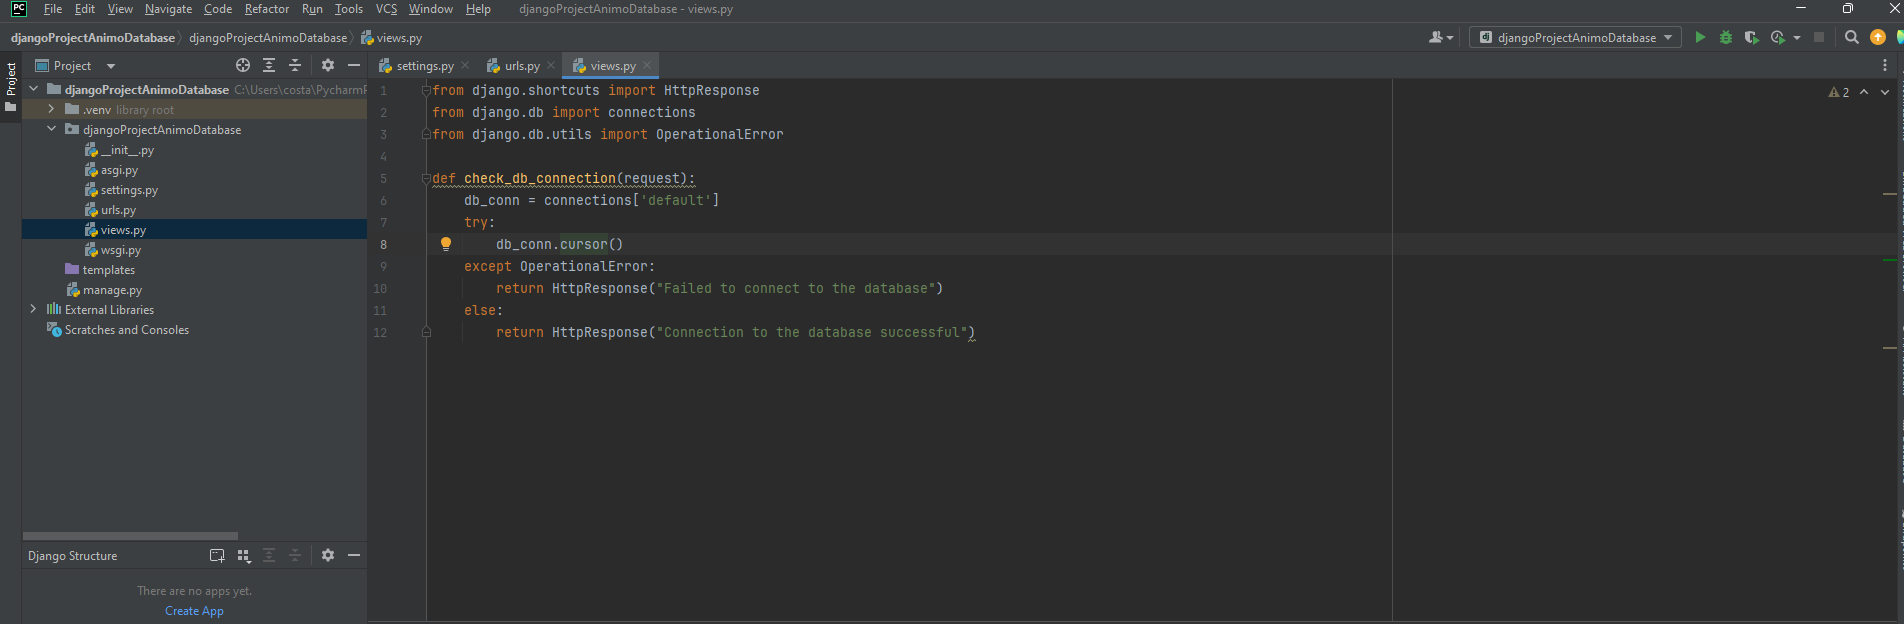 PC File Edit View Navigate Code Refactor Run Tools VCS Window Help djangoProjectAnimoDatabase - views.py
djangoProjectAnimoDatabase djangoProjectAnimoDatabase views.py
dj djangoProjectAnimoDatabase
Project
Project
settings.py urls.py views.py
djangoProjectAnimoDatabase C:\Users\costa\Pycharm
.venv library root
djangoProjectAnimoDatabase
__init__.py
asgi.py
settings.py
urls.py
views.py
wsgi.py
templates
manage.py
External Libraries
Scratches and Consoles
2
1 from django.shortcuts import HttpResponse
2 from django.db import connections
3 from django.db.utils import OperationalError
4
5 def check_db_connection(request):
6 db_conn = connections['default']
7 try:
8 db_conn.cursor()
9 except OperationalError:
10 return HttpResponse("Failed to connect to the database")
11 else:
12 return HttpResponse("Connection to the database successful")
Django Structure
There are no apps yet.
Create App